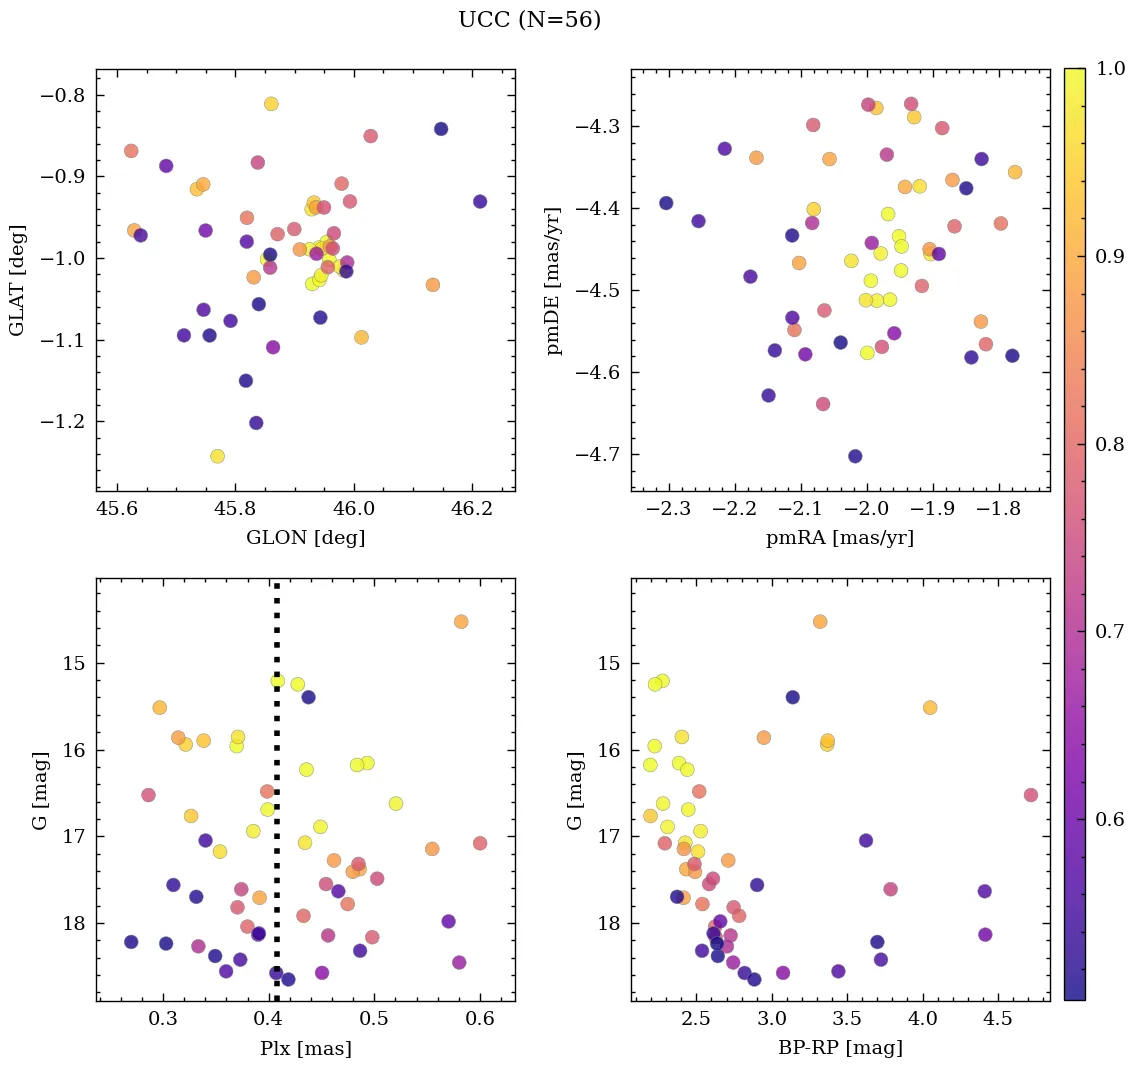 UCC (N=56)
−0.8
−0.9
−1.0
−1.1
−1.2
GLAT [deg]
45.6 45.8 46.0 46.2
GLON [deg]
−4.3
−4.4
−4.5
−4.6
−4.7
pmDE [mas/yr]
−2.3 −2.2 −2.1 −2.0 −1.9 −1.8
pmRA [mas/yr]
15
16
17
18
G [mag]
0.3 0.4 0.5 0.6
Plx [mas]
15
16
17
18
G [mag]
2.5 3.0 3.5 4.0 4.5
BP-RP [mag]
1.0
0.9
0.8
0.7
0.6